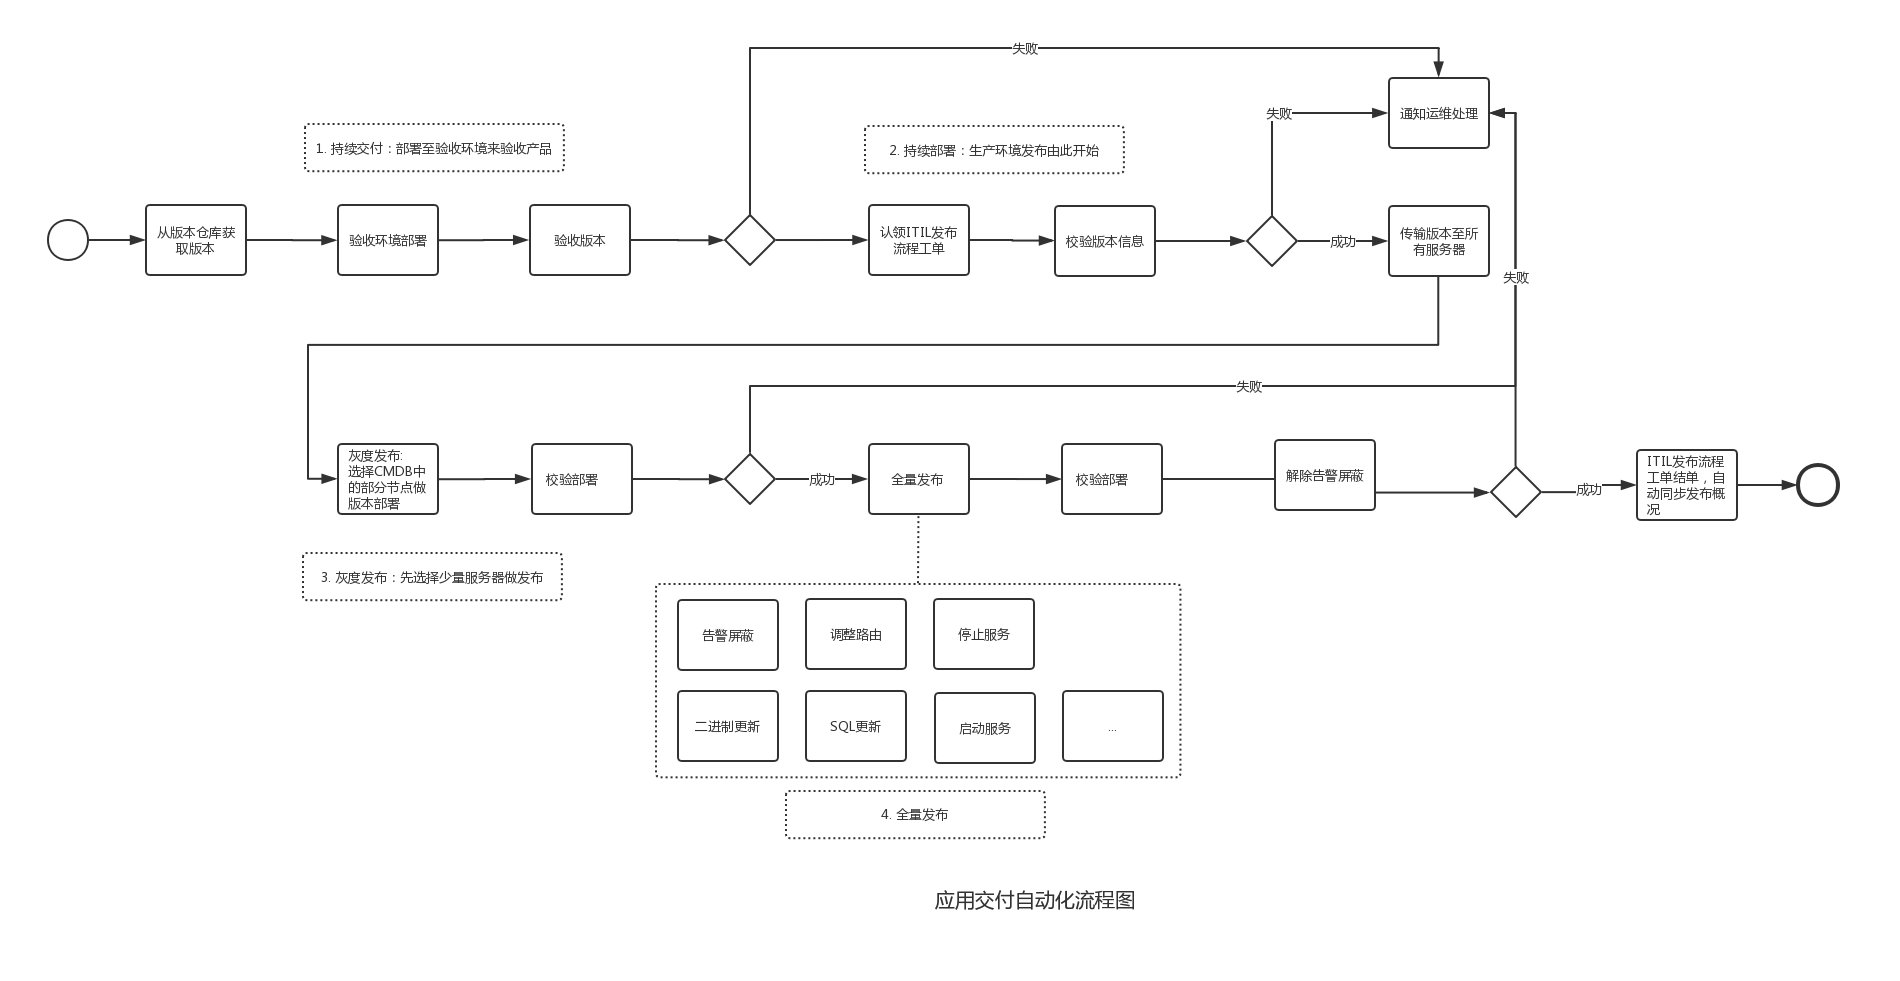 失败
通知运维处理
失败
1. 持续交付：部署至验收环境来验收产品
2. 持续部署：生产环境发布由此开始
从版本仓库获
取版本
验收环境部署
验收版本
认领ITIL发布
流程工单
校验版本信息
成功
传输版本至所
有服务器
失败
失败
灰度发布:
选择CMDB中
的部分节点做
版本部署
校验部署
成功
全量发布
校验部署
解除告警屏蔽
成功
ITIL发布流程
工单结单，自
动同步发布概
况
3. 灰度发布：先选择少量服务器做发布
告警屏蔽
调整路由
停止服务
二进制更新
SQL更新
启动服务
...
4. 全量发布
应用交付自动化流程图